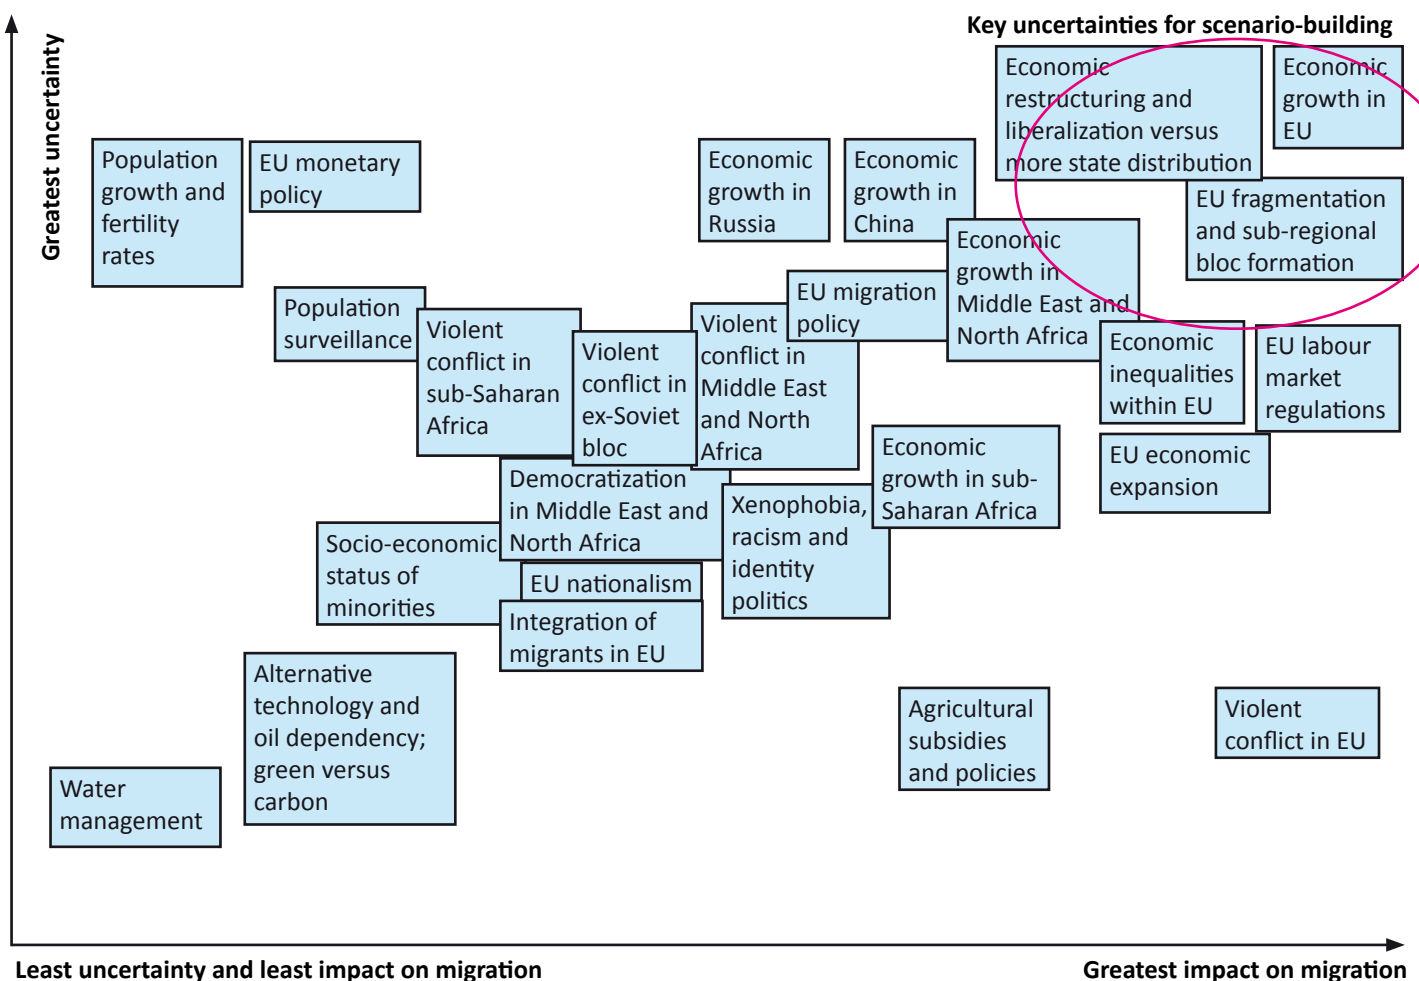 Key uncertainties for scenario-building
Greatest uncertainty
Economic
restructuring and
liberalization versus
more state distribution
Economic
growth in
EU
Population
growth and
fertility
rates
EU monetary
policy
Economic
growth in
Russia
Economic
growth in
China
EU fragmentation
and sub-regional
bloc formation
Economic
growth in
Middle East and
North Africa
EU migration
policy
Population
surveillance
Violent
conflict in
sub-Saharan
Africa
Violent
conflict in
ex-Soviet
bloc
Violent
conflict in
Middle East
and North
Africa
Economic
inequalities
within EU
EU labour
market
regulations
Economic
growth in sub-
Saharan Africa
EU economic
expansion
Democratization
in Middle East and
North Africa
Xenophobia,
racism and
identity
politics
Socio-economic
status of
minorities
EU nationalism
Integration of
migrants in EU
Alternative
technology and
oil dependency;
green versus
carbon
Agricultural
subsidies
and policies
Violent
conflict in EU
Water
management
Least uncertainty and least impact on migration
Greatest impact on migration